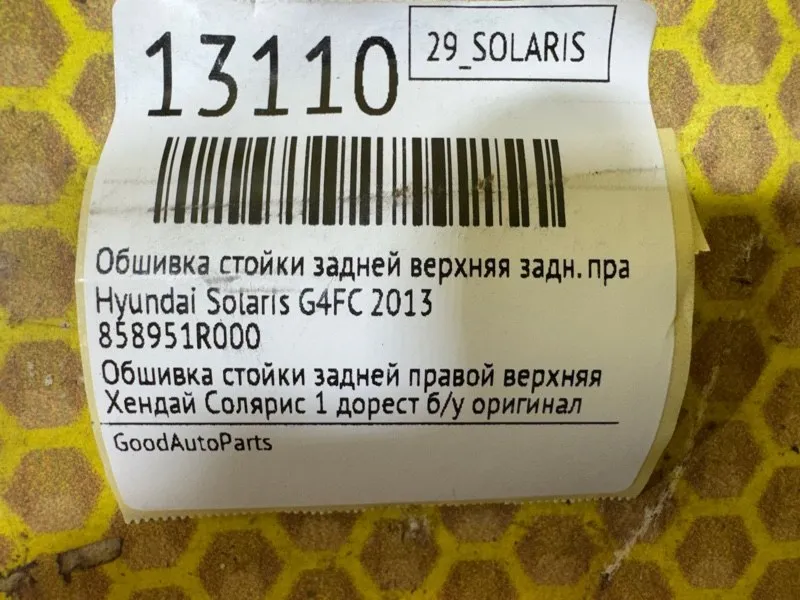 13110
29_SOLARIS
Обшивка стойки задней верхняя задн. пра
Hyundai Solaris G4FC 2013
858951R000
Обшивка стойки задней правой верхняя
Хендай Солярис 1 дорест б/у оригинал
GoodAutoParts